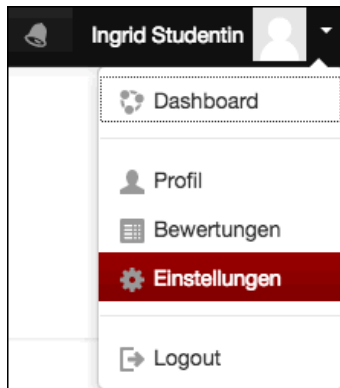 Ingrid Studentin
Dashboard
Profil
Bewertungen
Einstellungen
Logout